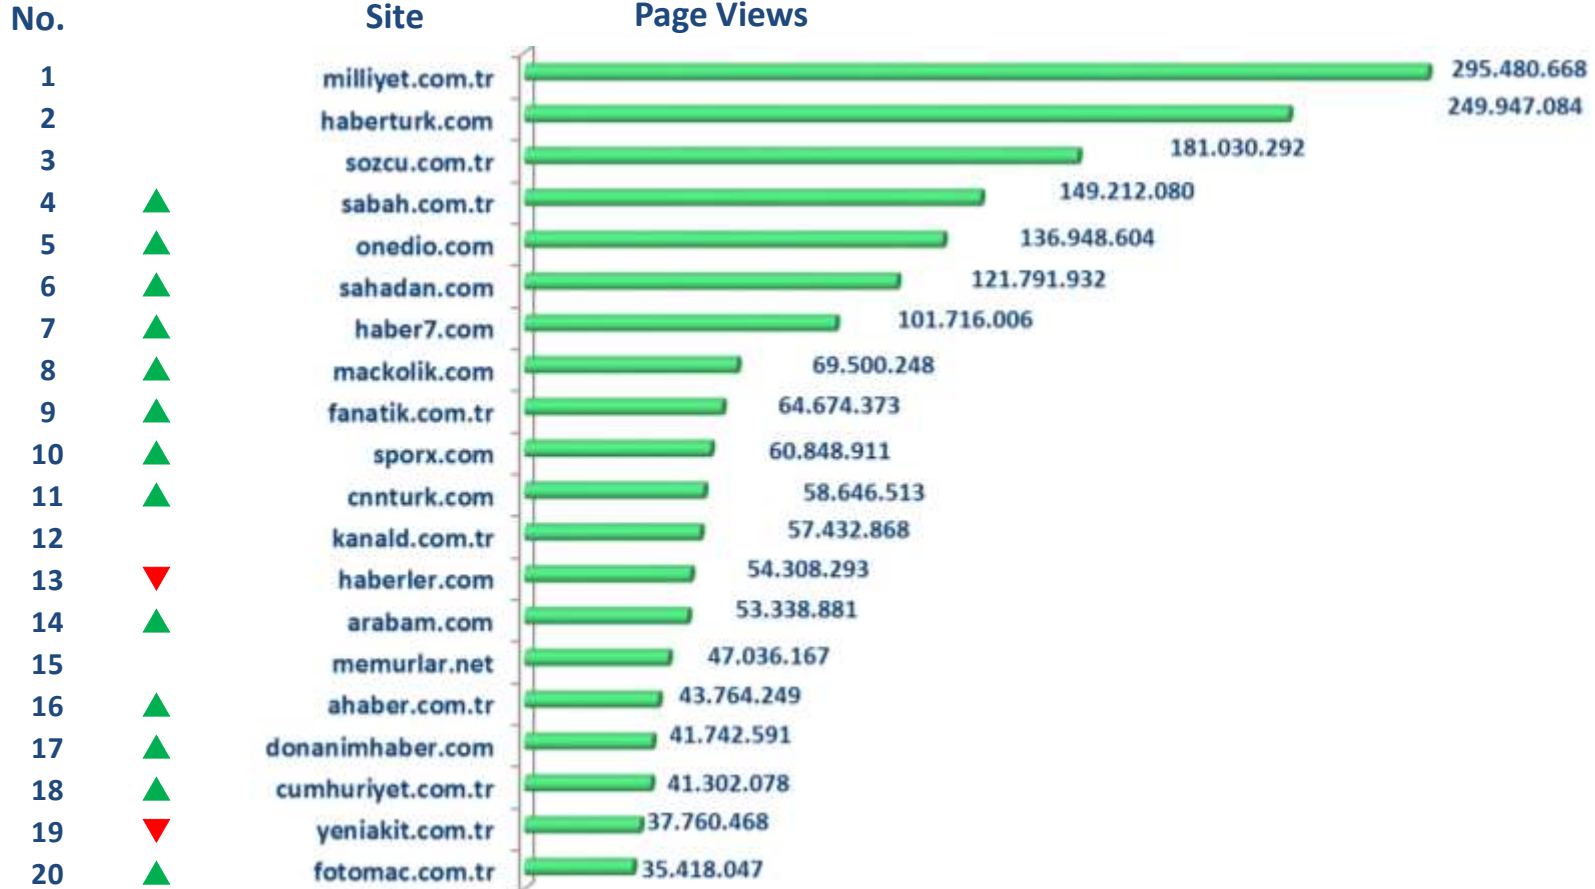 No. Site Page Views
1 milliyet.com.tr 295.480.668
2 haberturk.com 249.947.084
3 sozcu.com.tr 181.030.292
4 sabah.com.tr 149.212.080
5 onedio.com 136.948.604
6 sahadan.com 121.791.932
7 haber7.com 101.716.006
8 mackolik.com 69.500.248
9 fanatik.com.tr 64.674.373
10 sporx.com 60.848.911
11 cnnturk.com 58.646.513
12 kanald.com.tr 57.432.868
13 haberler.com 54.308.293
14 arabam.com 53.338.881
15 memurlar.net 47.036.167
16 ahaber.com.tr 43.764.249
17 donanimhaber.com 41.742.591
18 cumhuriyet.com.tr 41.302.078
19 yeniakit.com.tr 37.760.468
20 fotomac.com.tr 35.418.047